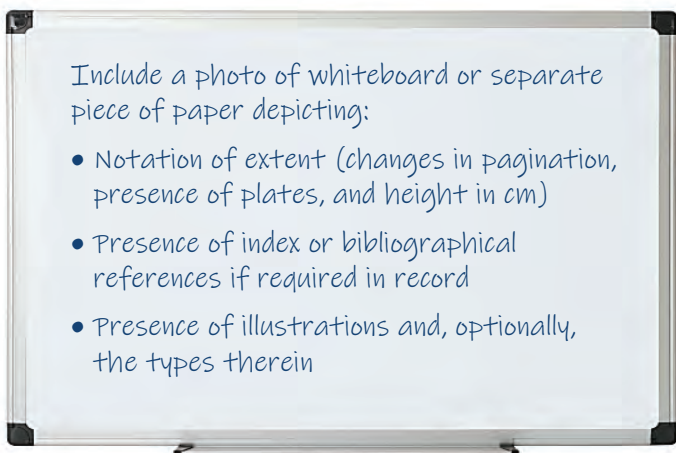 Include a photo of whiteboard or separate
piece of paper depicting:
• Notation of extent (changes in pagination,
presence of plates, and height in cm)
• Presence of index or bibliographical
references if required in record
• Presence of illustrations and, optionally,
the types therein